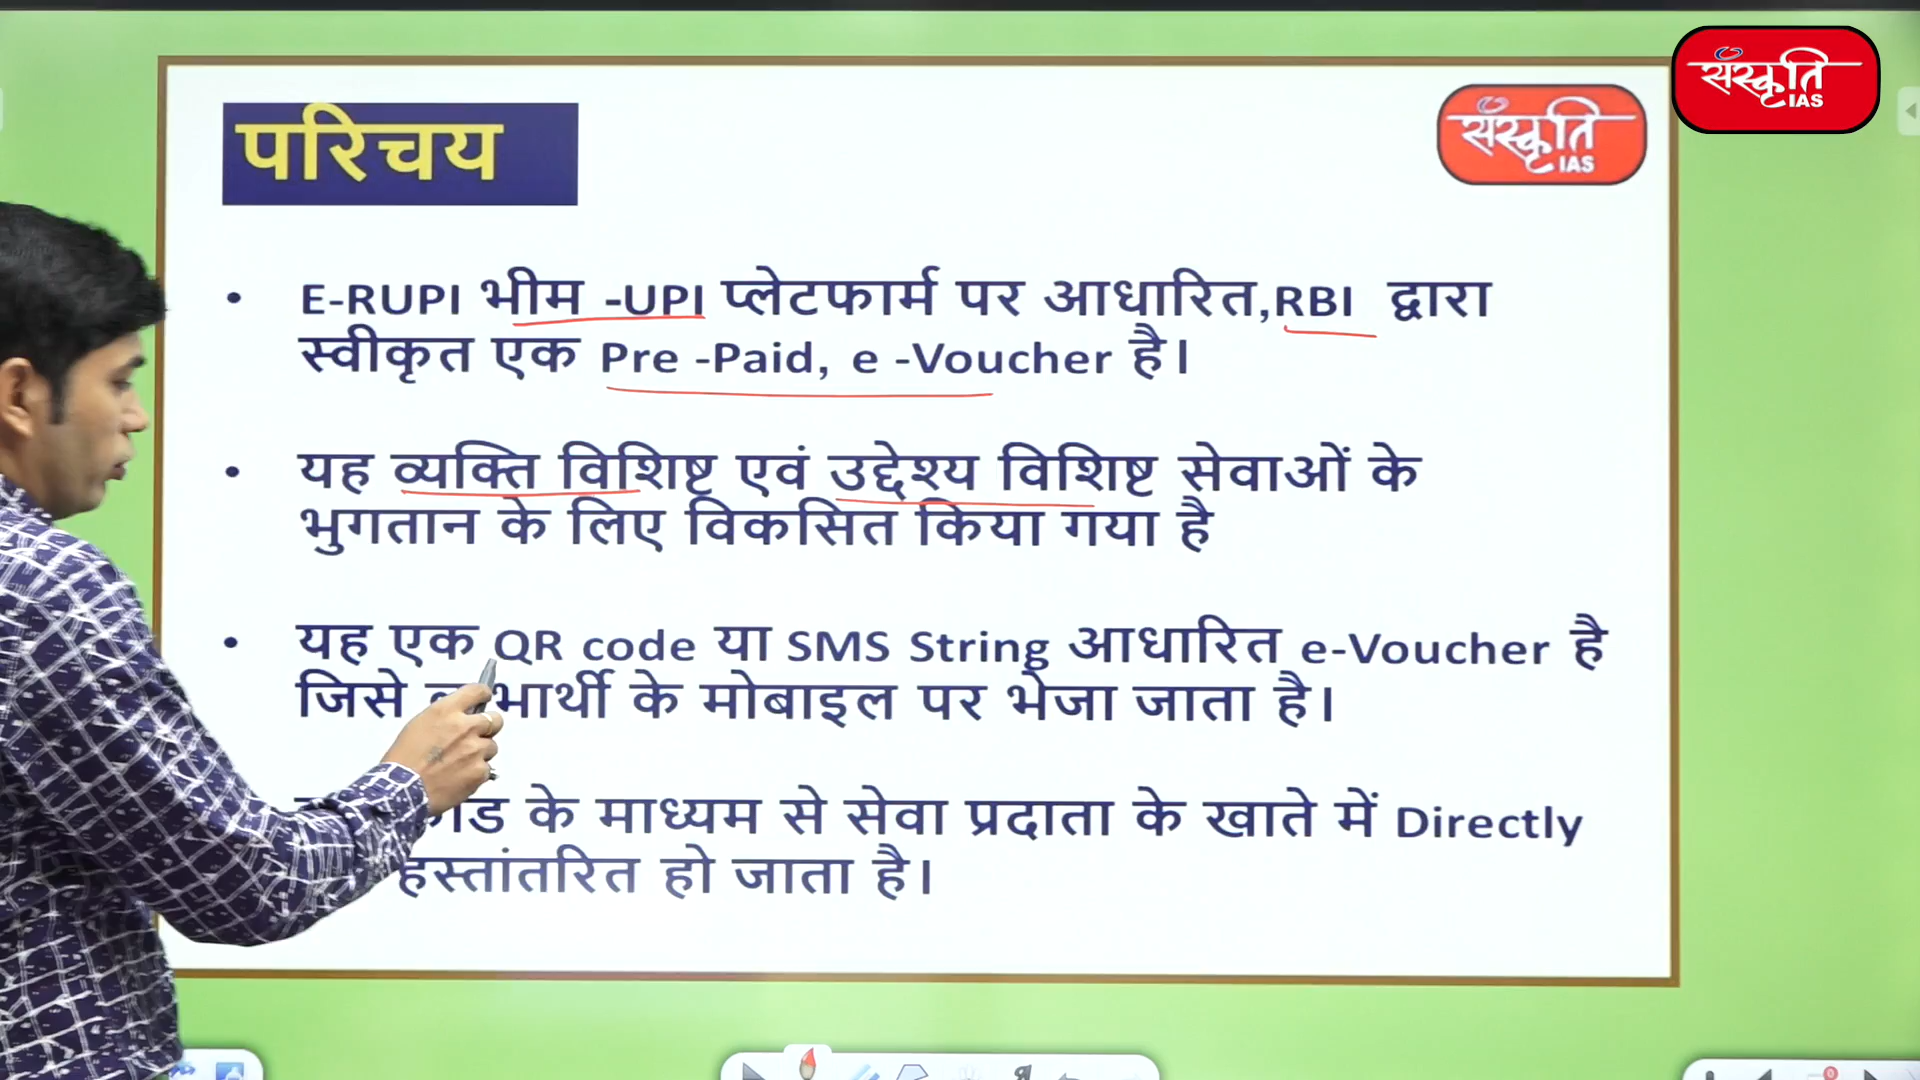 संस्कृति
IAS
परिचय
संस्कृति
IAS
• E-RUPI भीम -UPI प्लेटफार्म पर आधारित,RBI द्वारा
स्वीकृत एक Pre -Paid, e -Voucher है।
• यह व्यक्ति विशिष्ट एवं उद्देश्य विशिष्ट सेवाओं के
भुगतान के लिए विकसित किया गया है
• यह एक QR code या SMS String आधारित e-Voucher है
जिसे के मोबाइल पर भेजा जाता है।
के माध्यम से सेवा प्रदाता के खाते में Directly
हस्तांतरित हो जाता है।